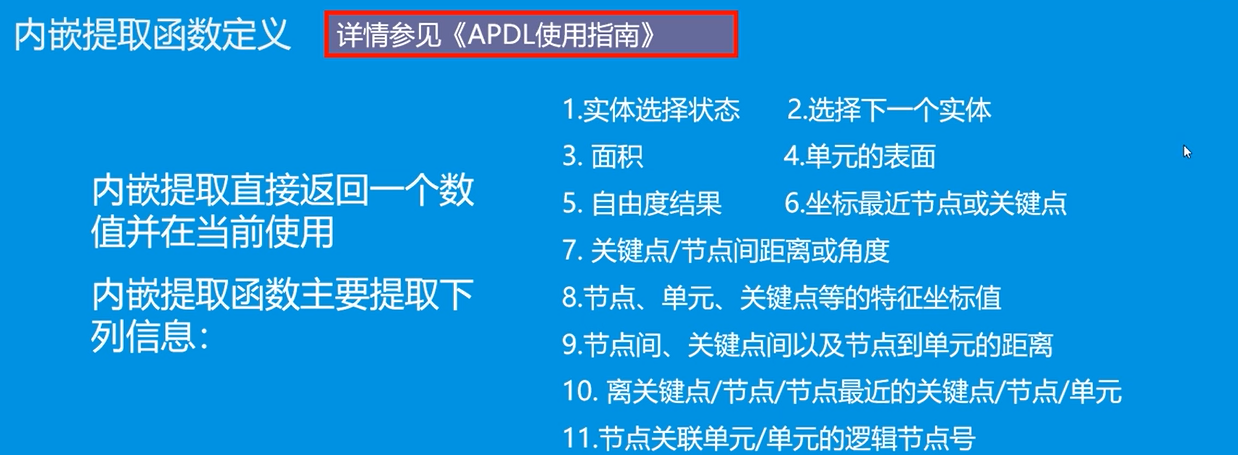 内嵌提取函数定义
详情参见《APDL使用指南》
内嵌提取直接返回一个数
值并在当前使用
内嵌提取函数主要提取下
列信息：
1.实体选择状态 2.选择下一个实体
3. 面积 4.单元的表面
5. 自由度结果 6.坐标最近节点或关键点
7. 关键点/节点间距离或角度
8.节点、单元、关键点等的特征坐标值
9.节点间、关键点间以及节点到单元的距离
10. 离关键点/节点/节点最近的关键点/节点/单元
11.节点关联单元/单元的逻辑节点号